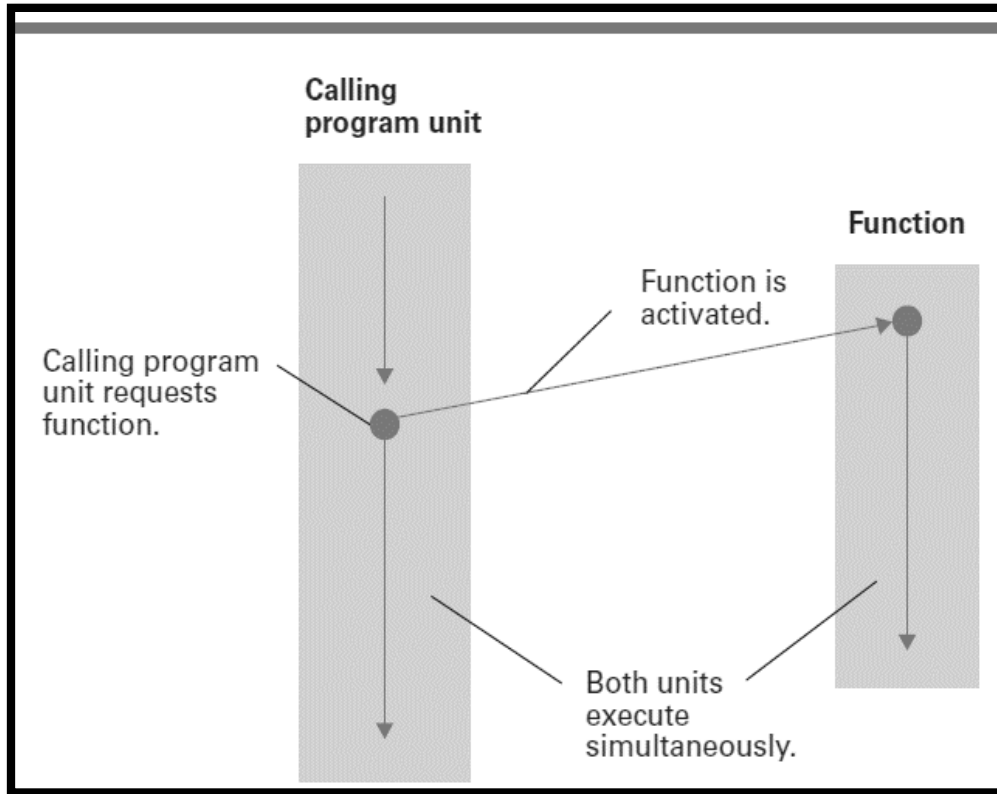 Calling
program unit
Function
Function is
activated.
Calling program
unit requests
function.
Both units
execute
simultaneously.